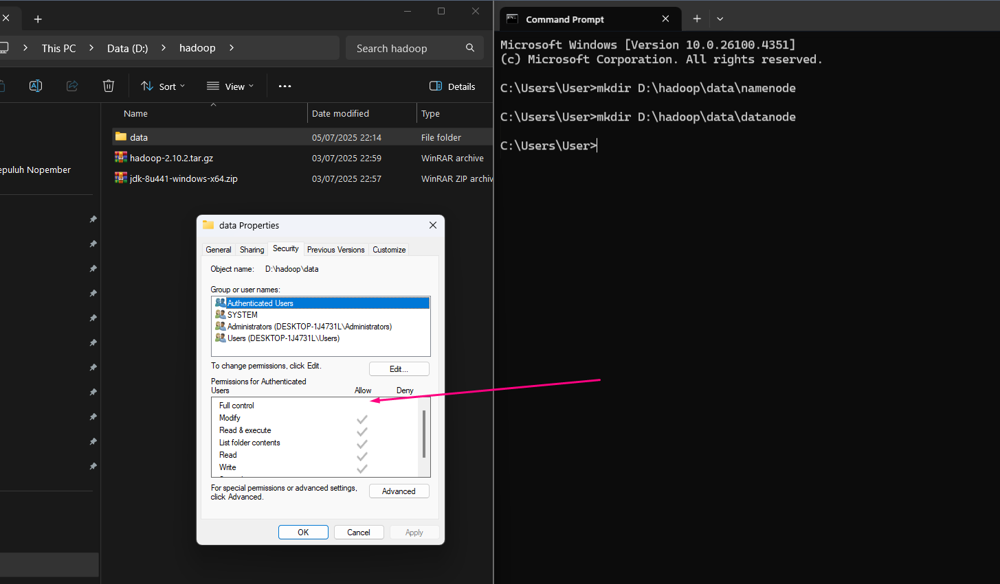 This PC
Data (D:)
hadoop
Search hadoop
Sort
View
Details
Name
Date modified
Type
data
05/07/2025 22:14
File folder
hadoop-2.10.2.tar.gz
03/07/2025 22:59
WinRAR archive
jdk-8u441-windows-x64.zip
03/07/2025 22:57
WinRAR ZIP archiv
epuluh Nopember
data Properties
General
Sharing
Security
Previous Versions
Customize
Object name: D:\hadoop\data
Group or user names:
Authenticated Users
SYSTEM
Administrators (DESKTOP-1J4731L\Administrators)
Users (DESKTOP-1J4731L\Users)
To change permissions, click Edit.
Edit...
Permissions for Authenticated
Users
Allow
Deny
Full control
Modify
Read & execute
List folder contents
Read
Write
For special permissions or advanced settings,
click Advanced.
Advanced
OK
Cancel
Apply
Command Prompt
Microsoft Windows [Version 10.0.26100.4351]
(c) Microsoft Corporation. All rights reserved.
C:\Users\User>mkdir D:\hadoop\data\namenode
C:\Users\User>mkdir D:\hadoop\data\datanode
C:\Users\User>